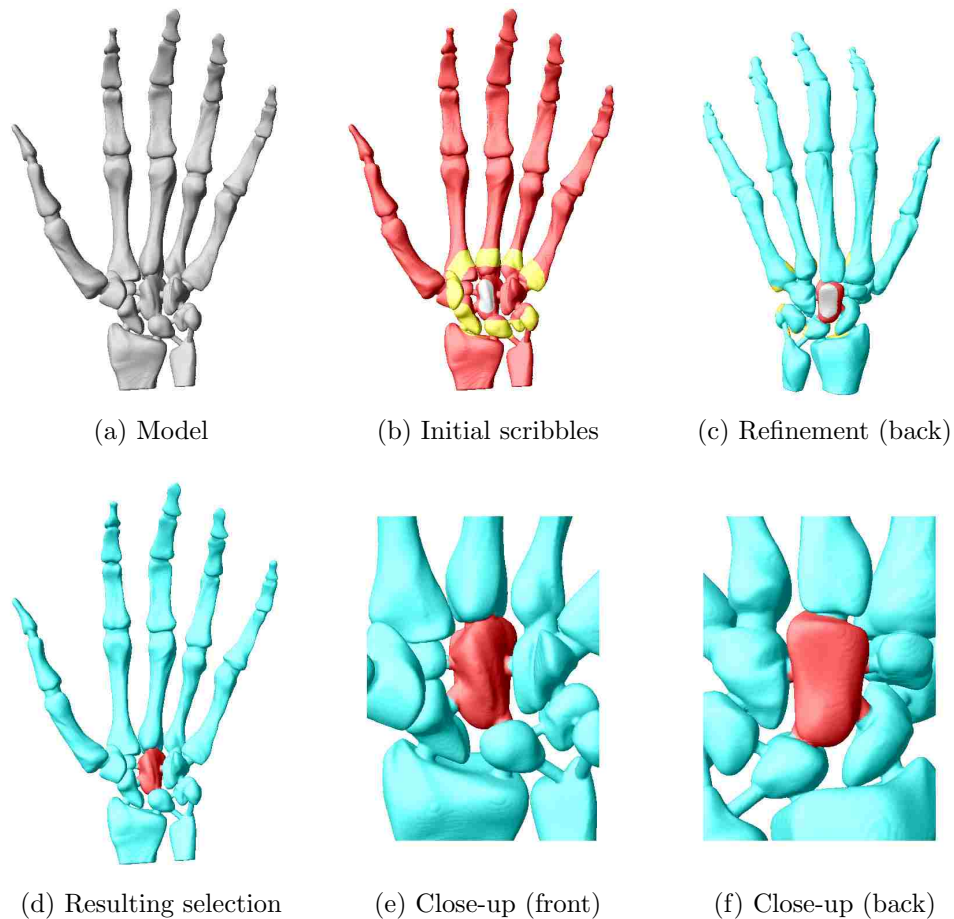 (a) Model
(b) Initial scribbles
(c) Refinement (back)
(d) Resulting selection
(e) Close-up (front)
(f) Close-up (back)